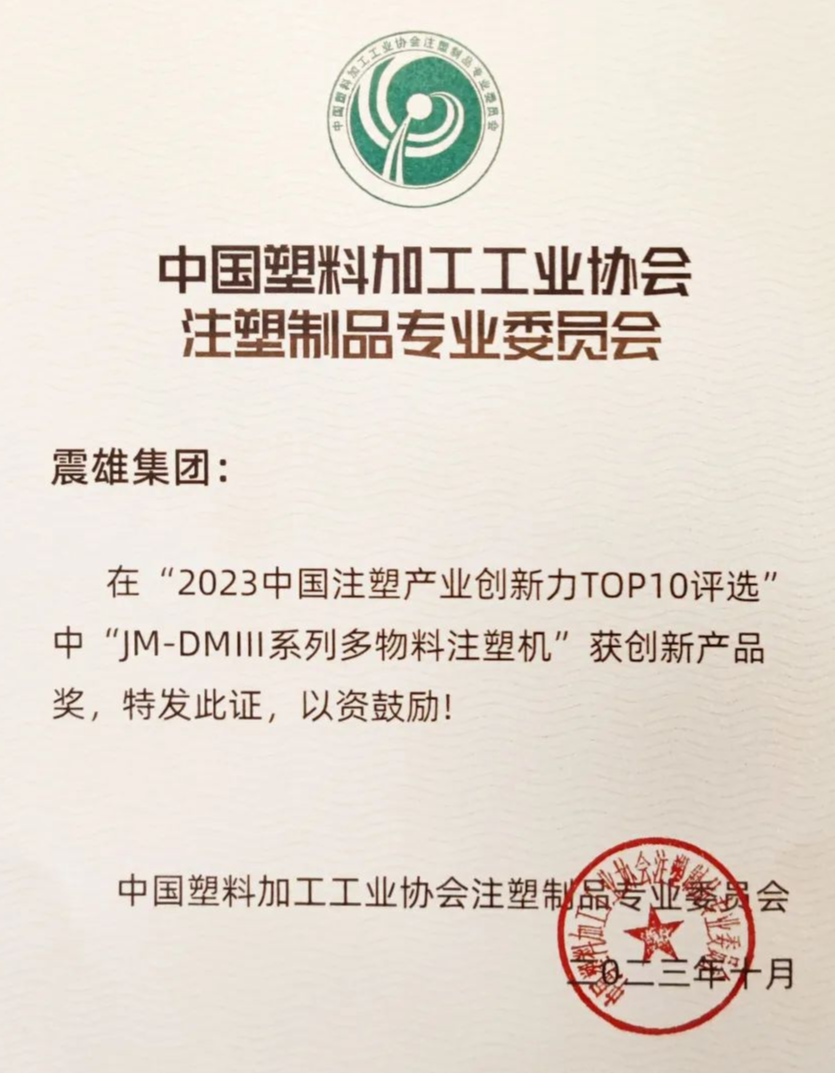 中国塑料加工工业协会注塑制品专业委员会
中国塑料加工工业协会
注塑制品专业委员会
震雄集团：
在“2023中国注塑产业创新力TOP10评选”
中“JM-DMIII系列多物料注塑机”获创新产品
奖，特发此证，以资鼓励！
中国塑料加工工业协会注塑制品专业委员会
中国塑料加工工业协会注塑制品专业委员会
二0二三年十月